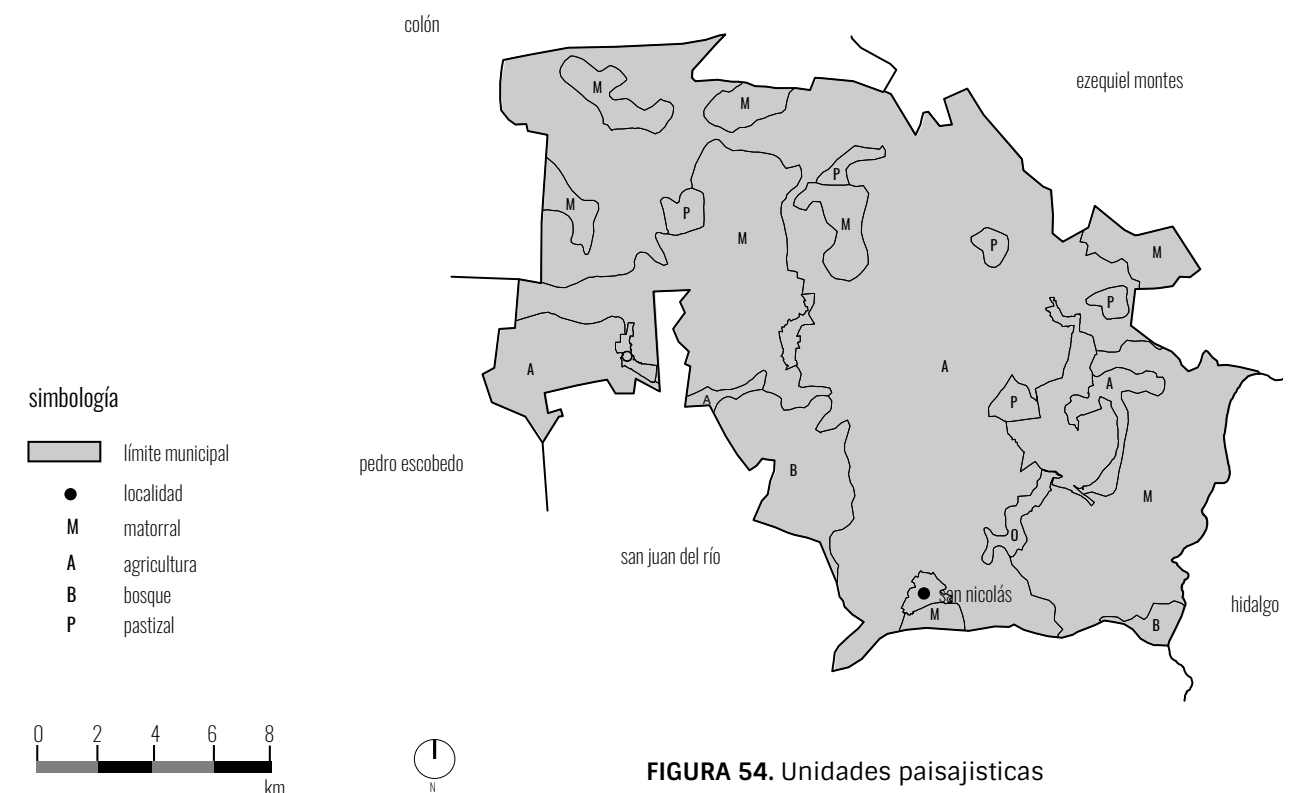 colón
ezequiel montes
M
M
P
M
P
M
M
P
M
P
A
A
A
P
A
simbología
límite municipal
pedro escobedo
B
localidad
M
M matorral
O
san juan del río
A agricultura
san nicolás
B bosque
hidalgo
M
P pastizal
B
0 2 4 6 8
km
N
FIGURA 54. Unidades paisajisticas